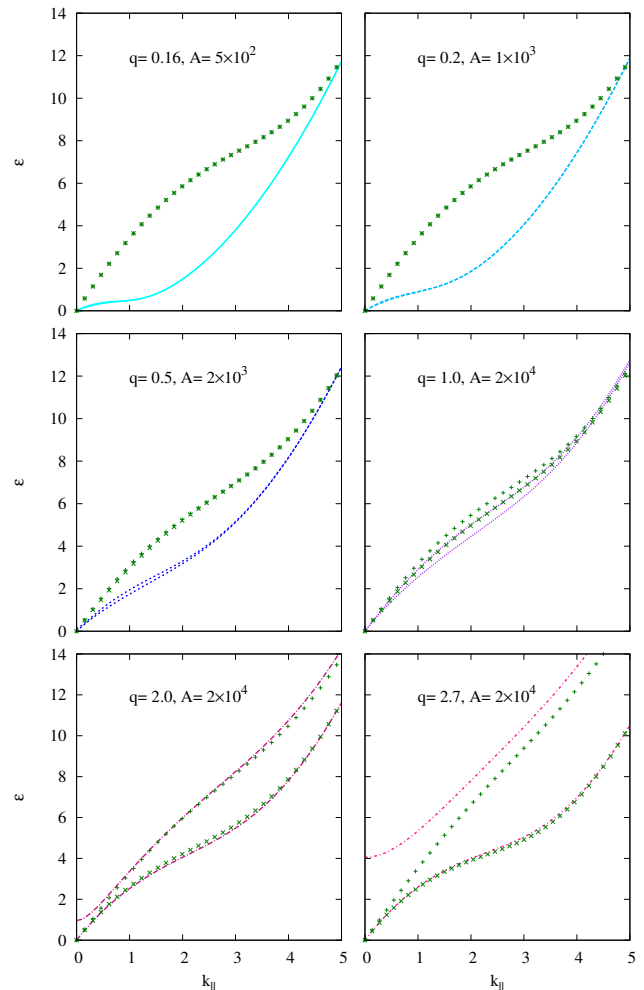 14
12
10
8
6
4
2
0
ε
q= 0.16, A= 5×10²
q= 0.2, A= 1×10³
14
12
10
8
6
4
2
0
ε
q= 0.5, A= 2×10³
q= 1.0, A= 2×10⁴
14
12
10
8
6
4
2
0
ε
q= 2.0, A= 2×10⁴
q= 2.7, A= 2×10⁴
0 1 2 3 4 5
0 1 2 3 4 5
k||
k||